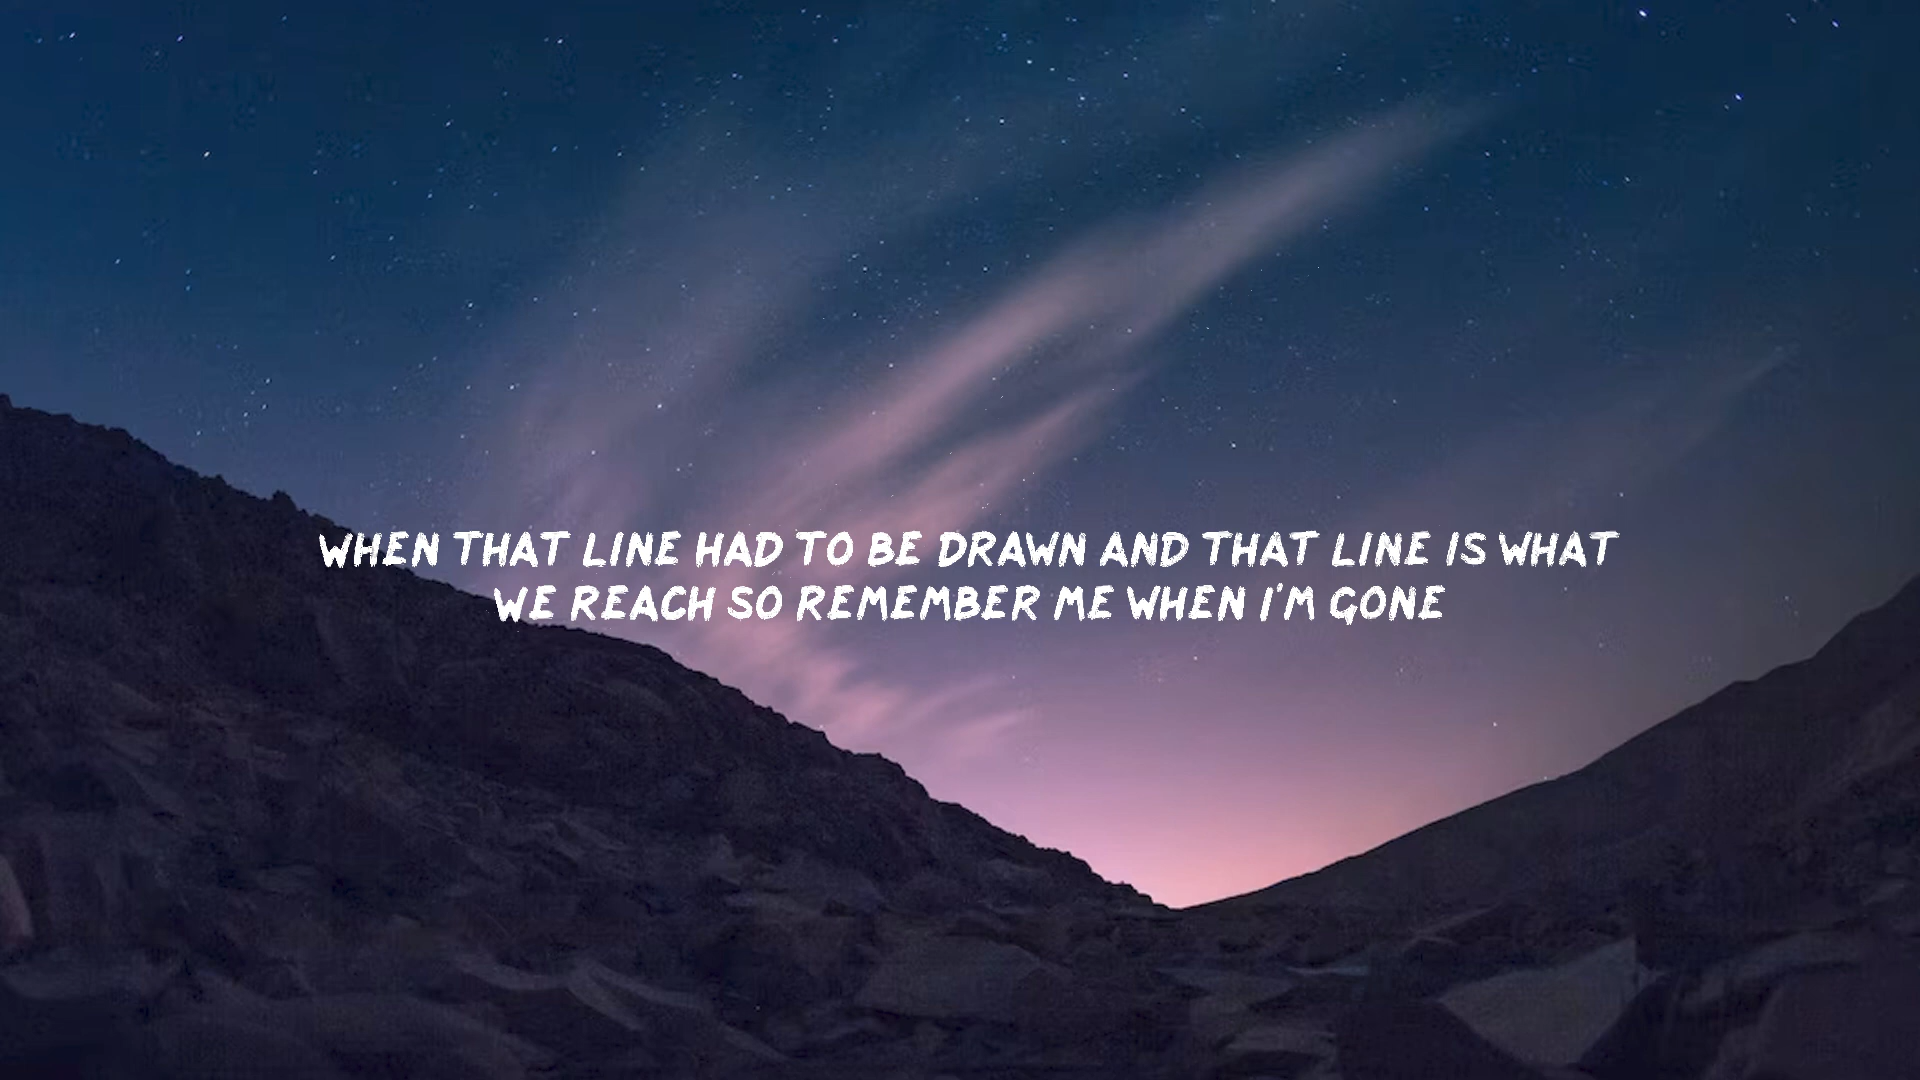 WHEN THAT LINE HAD TO BE DRAWN AND THAT LINE IS WHAT
WE REACH SO REMEMBER ME WHEN I'M GONE